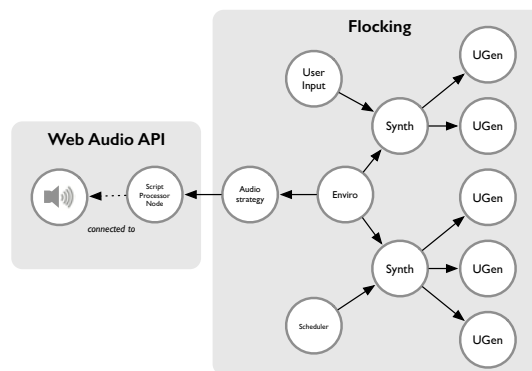 Flocking
UGen
User
Input
Synth
UGen
Web Audio API
Script
Processor
Node
Audio
strategy
Enviro
UGen
connected to
Synth
UGen
Scheduler
UGen